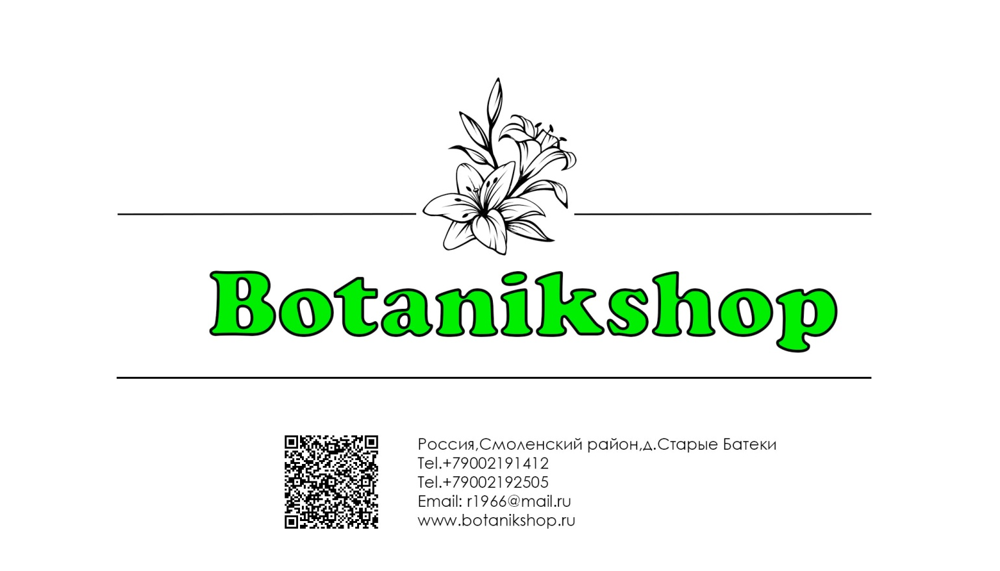 Botanikshop
Россия,Смоленский район,д.Старые Батеки
Tel.+79002191412
Tel.+79002192505
Email: r1966@mail.ru
www.botanikshop.ru